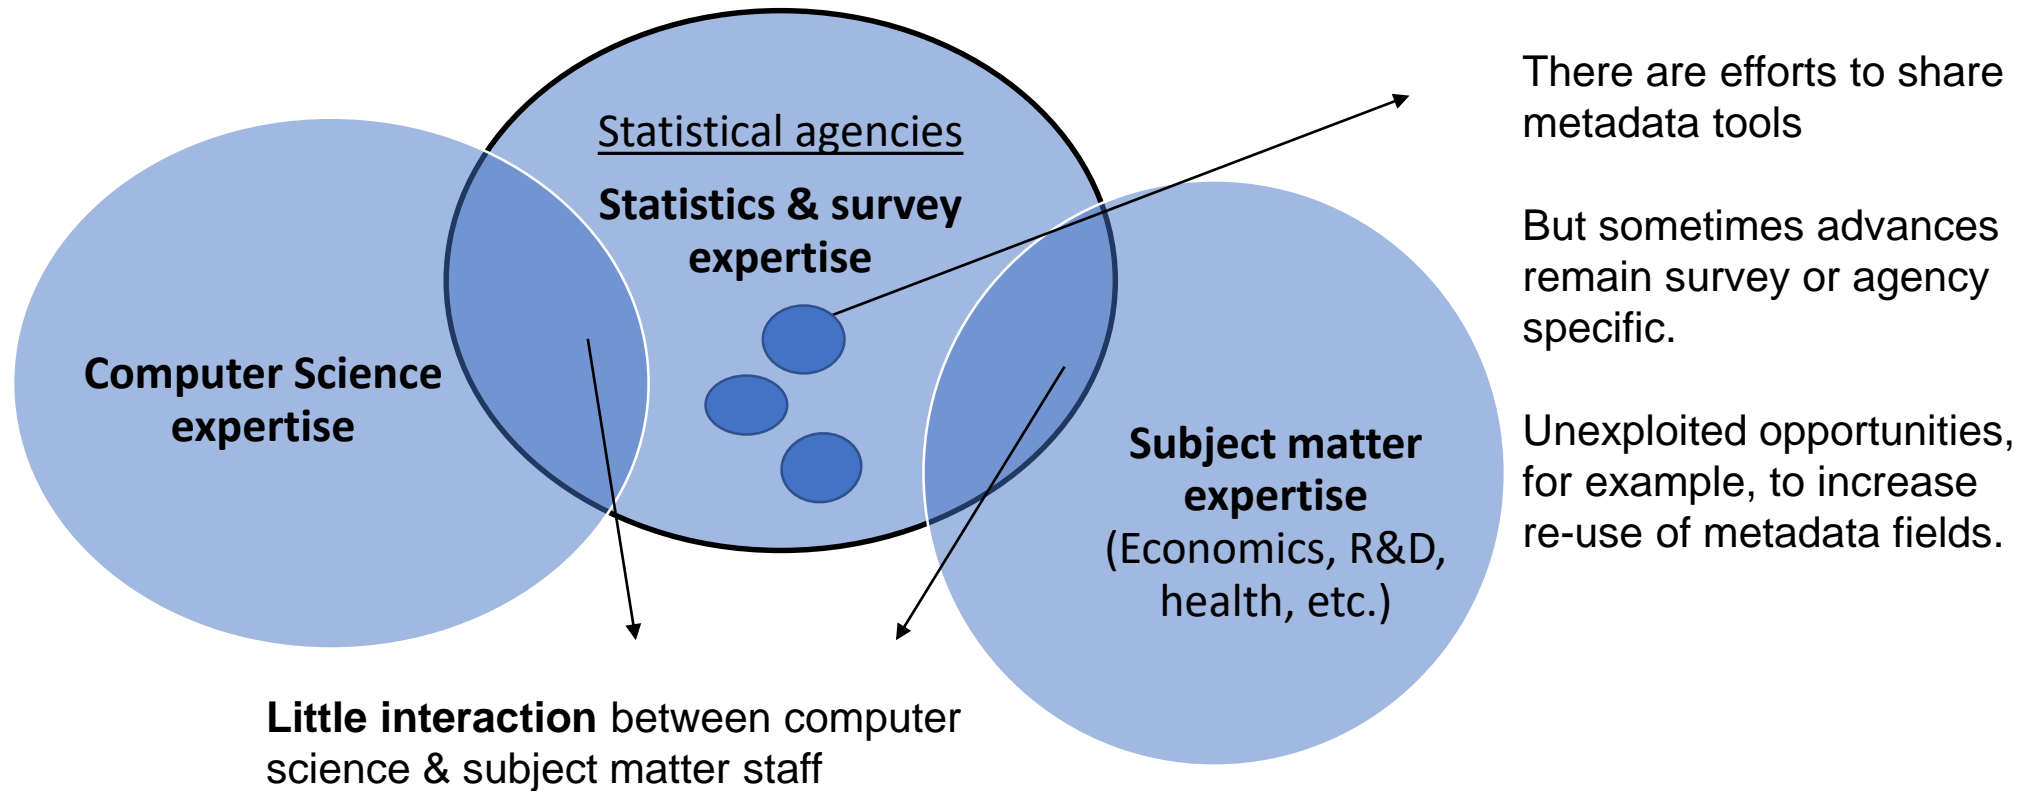 Statistical agencies
Statistics & survey
expertise
Computer Science
expertise
Subject matter
expertise
(Economics, R&D,
health, etc.)
There are efforts to share
metadata tools
But sometimes advances
remain survey or agency
specific.
Unexploited opportunities,
for example, to increase
re-use of metadata fields.
Little interaction between computer
science & subject matter staff